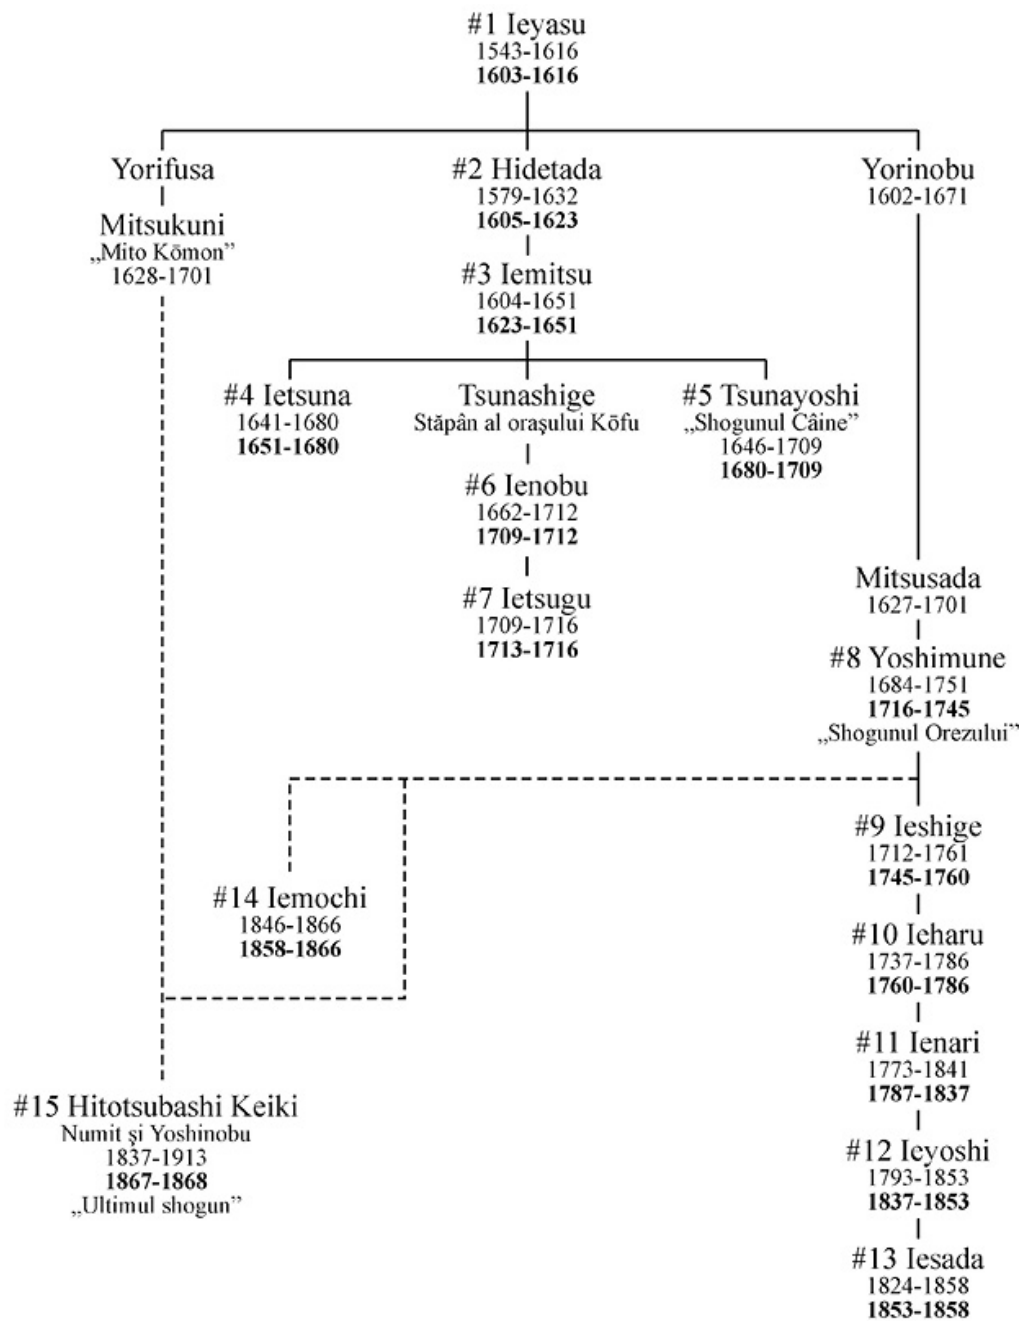 #1 Ieyasu
1543-1616
1603-1616
Yorifusa
Mitsukuni
„Mito Kōmon”
1628-1701
#2 Hidetada
1579-1632
1605-1623
Yorinobu
1602-1671
#3 Iemitsu
1604-1651
1623-1651
#4 Ietsuna
1641-1680
1651-1680
Tsunashige
Stăpân al oraşului Kōfu
#5 Tsunayoshi
„Shogunul Câine”
1646-1709
1680-1709
#6 Ienobu
1662-1712
1709-1712
#7 Ietsugu
1709-1716
1713-1716
Mitsusada
1627-1701
#8 Yoshimune
1684-1751
1716-1745
„Shogunul Orezului”
#9 Ieshige
1712-1761
1745-1760
#14 Iemochi
1846-1866
1858-1866
#10 Ieharu
1737-1786
1760-1786
#11 Ienari
1773-1841
1787-1837
#15 Hitotsubashi Keiki
Numit şi Yoshinobu
1837-1913
1867-1868
„Ultimul shogun”
#12 Ieyoshi
1793-1853
1837-1853
#13 Iesada
1824-1858
1853-1858